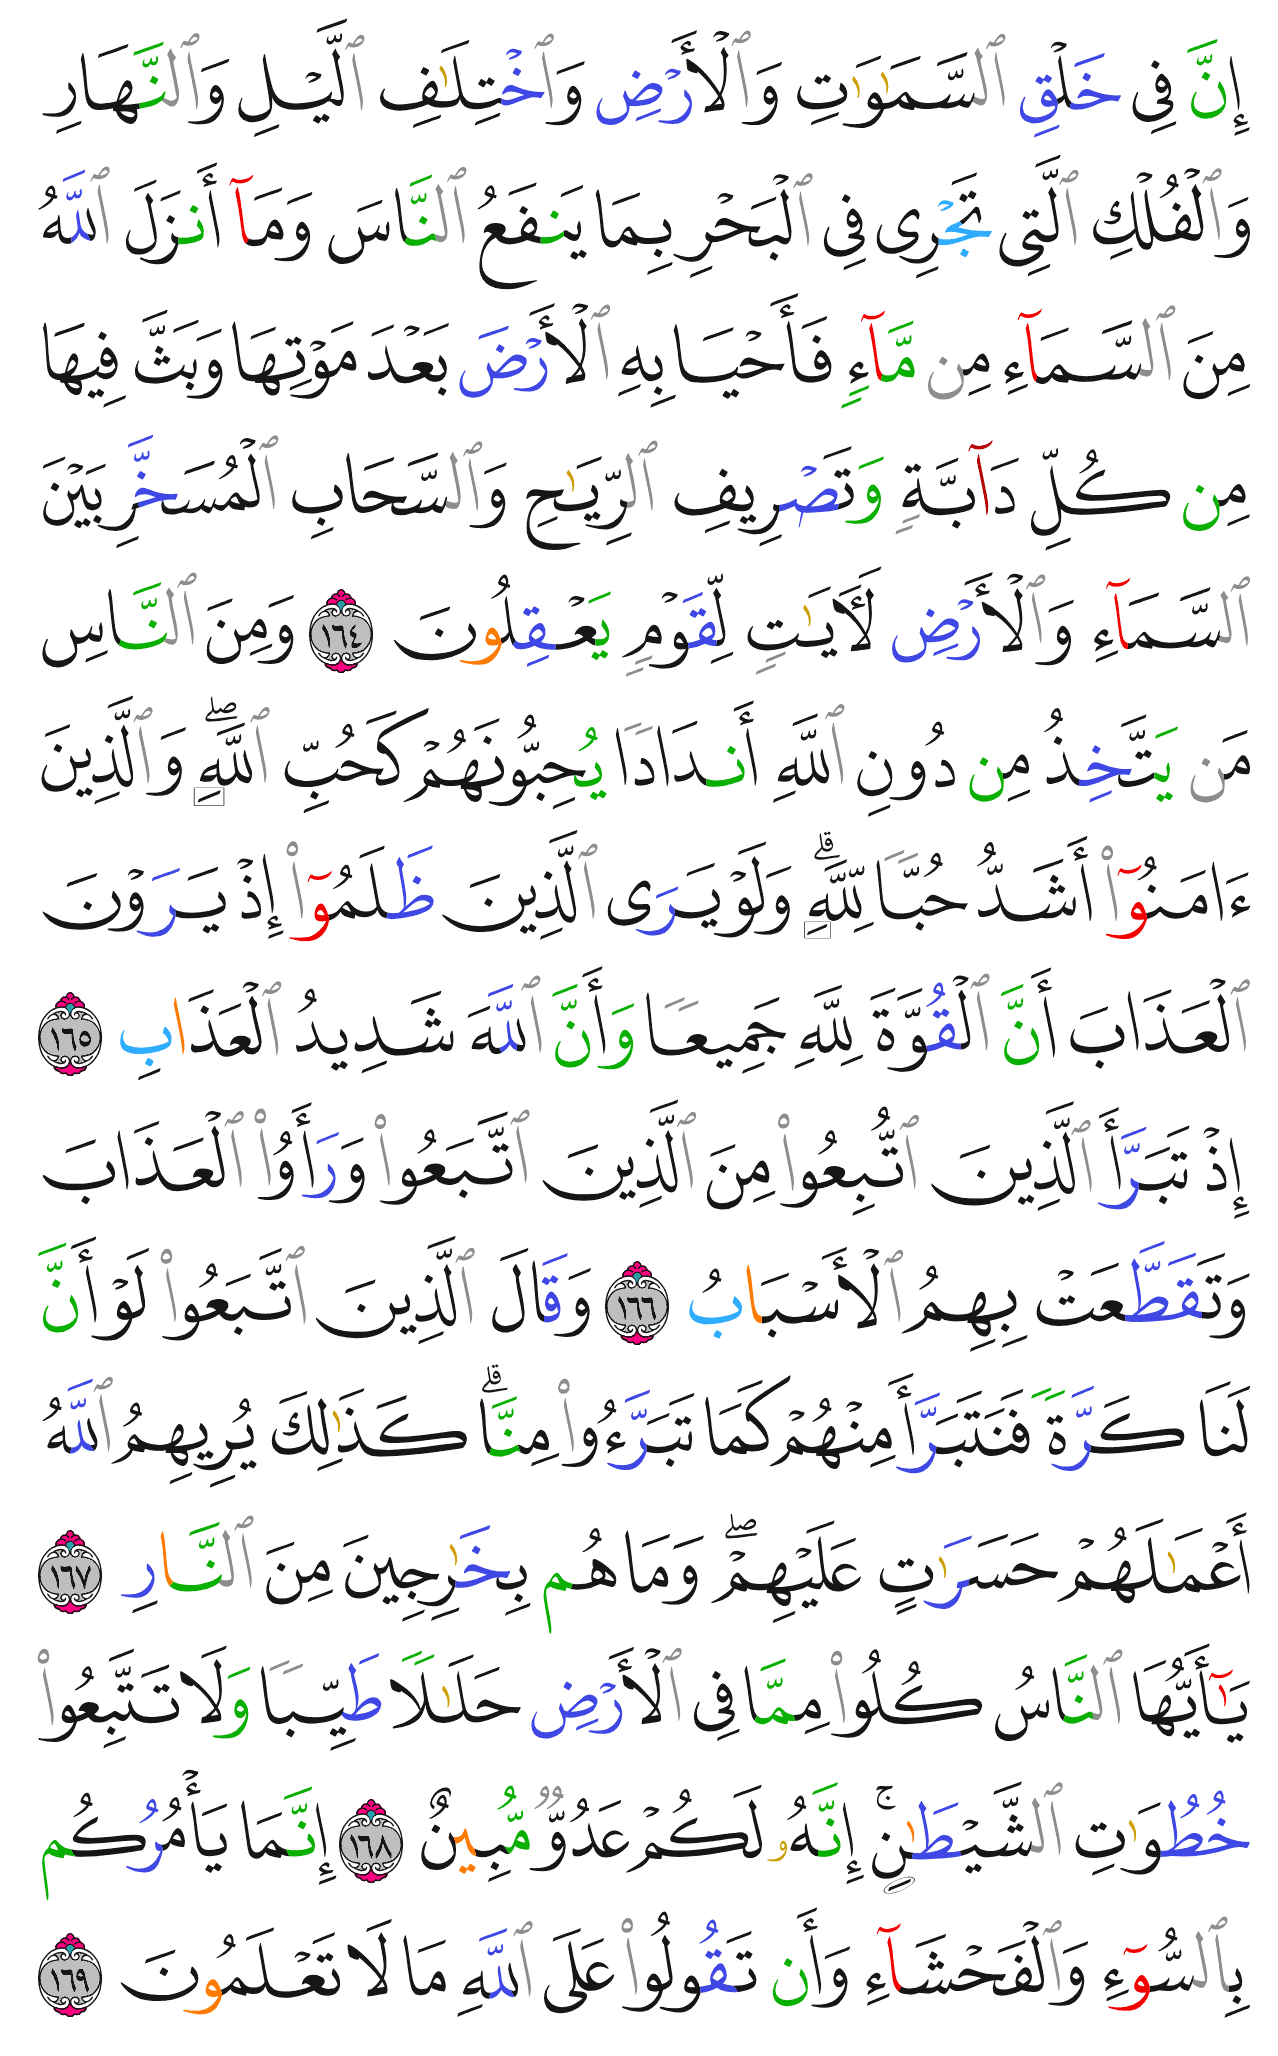 إِنَّ فِى خَلْقِ ٱلسَّمَـٰوَٰتِ وَٱلْأَرْضِ وَٱخْتِلَـٰفِ ٱلَّيْلِ وَٱلنَّهَارِ
وَٱلْفُلْكِ ٱلَّتِى تَجْرِى فِى ٱلْبَحْرِ بِمَا يَنفَعُ ٱلنَّاسَ وَمَآ أَنزَلَ ٱللَّهُ
مِنَ ٱلسَّمَآءِ مِن مَّآءٍ فَأَحْيَا بِهِ ٱلْأَرْضَ بَعْدَ مَوْتِهَا وَبَثَّ فِيهَا
مِن كُلِّ دَآبَّةٍ وَتَصْرِيفِ ٱلرِّيَـٰحِ وَٱلسَّحَابِ ٱلْمُسَخَّرِ بَيْنَ
ٱلسَّمَآءِ وَٱلْأَرْضِ لَـَٔايَـٰتٍ لِّقَوْمٍ يَعْقِلُونَ ١٦٤ وَمِنَ ٱلنَّاسِ
مَن يَتَّخِذُ مِن دُونِ ٱللَّهِ أَندَادًا يُحِبُّونَهُمْ كَحُبِّ ٱللَّهِۖ وَٱلَّذِينَ
ءَامَنُوٓا۟ أَشَدُّ حُبًّا لِلَّهِۗ وَلَوْ يَرَى ٱلَّذِينَ ظَلَمُوٓا۟ إِذْ يَرَوْنَ
ٱلْعَذَابَ أَنَّ ٱلْقُوَّةَ لِلَّهِ جَمِيعًا وَأَنَّ ٱللَّهَ شَدِيدُ ٱلْعَذَابِ ١٦٥
إِذْ تَبَرَّأَ ٱلَّذِينَ ٱتُّبِعُوا۟ مِنَ ٱلَّذِينَ ٱتَّبَعُوا۟ وَرَأَوُا۟ ٱلْعَذَابَ
وَتَقَطَّعَتْ بِهِمُ ٱلْأَسْبَابُ ١٦٦ وَقَالَ ٱلَّذِينَ ٱتَّبَعُوا۟ لَوْ أَنَّ
لَنَا كَرَّةً فَنَتَبَرَّأَ مِنْهُمْ كَمَا تَبَرَّءُوا۟ مِنَّاۗ كَذَٰلِكَ يُرِيهِمُ ٱللَّهُ
أَعْمَـٰلَهُمْ حَسَرَٰتٍ عَلَيْهِمْۖ وَمَا هُم بِخَـٰرِجِينَ مِنَ ٱلنَّارِ ١٦٧
يَـٰٓأَيُّهَا ٱلنَّاسُ كُلُوا۟ مِمَّا فِى ٱلْأَرْضِ حَلَـٰلًا طَيِّبًا وَلَا تَتَّبِعُوا۟
خُطُوَٰتِ ٱلشَّيْطَـٰنِۚ إِنَّهُۥ لَكُمْ عَدُوٌّ مُّبِينٌ ١٦٨ إِنَّمَا يَأْمُرُكُم
بِٱلسُّوٓءِ وَٱلْفَحْشَآءِ وَأَن تَقُولُوا۟ عَلَى ٱللَّهِ مَا لَا تَعْلَمُونَ ١٦٩